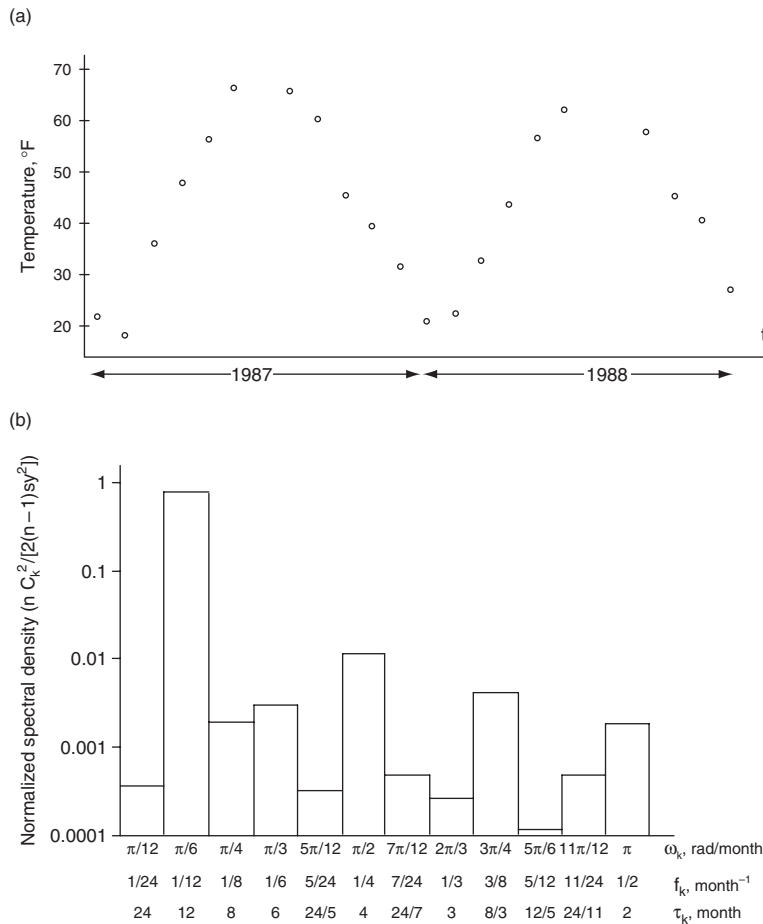 (a)
70
60
50
40
30
20
Temperature, °F
t
1987
1988
(b)
1
0.1
0.01
0.001
0.0001
Normalized spectral density (n C_k^2/[2(n−1)sy^2])
π/12 π/6 π/4 π/3 5π/12 π/2 7π/12 2π/3 3π/4 5π/6 11π/12 π ω_k, rad/month
1/24 1/12 1/8 1/6 5/24 1/4 7/24 1/3 3/8 5/12 11/24 1/2 f_k, month^−1
24 12 8 6 24/5 4 24/7 3 8/3 12/5 24/11 2 τ_k, month